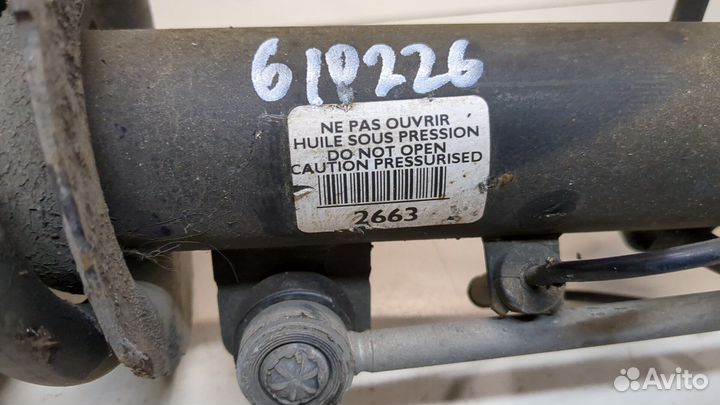 610226
NE PAS OUVRIR
HUILE SOUS PRESSION
DO NOT OPEN
CAUTION PRESSURISED
2663
Avito